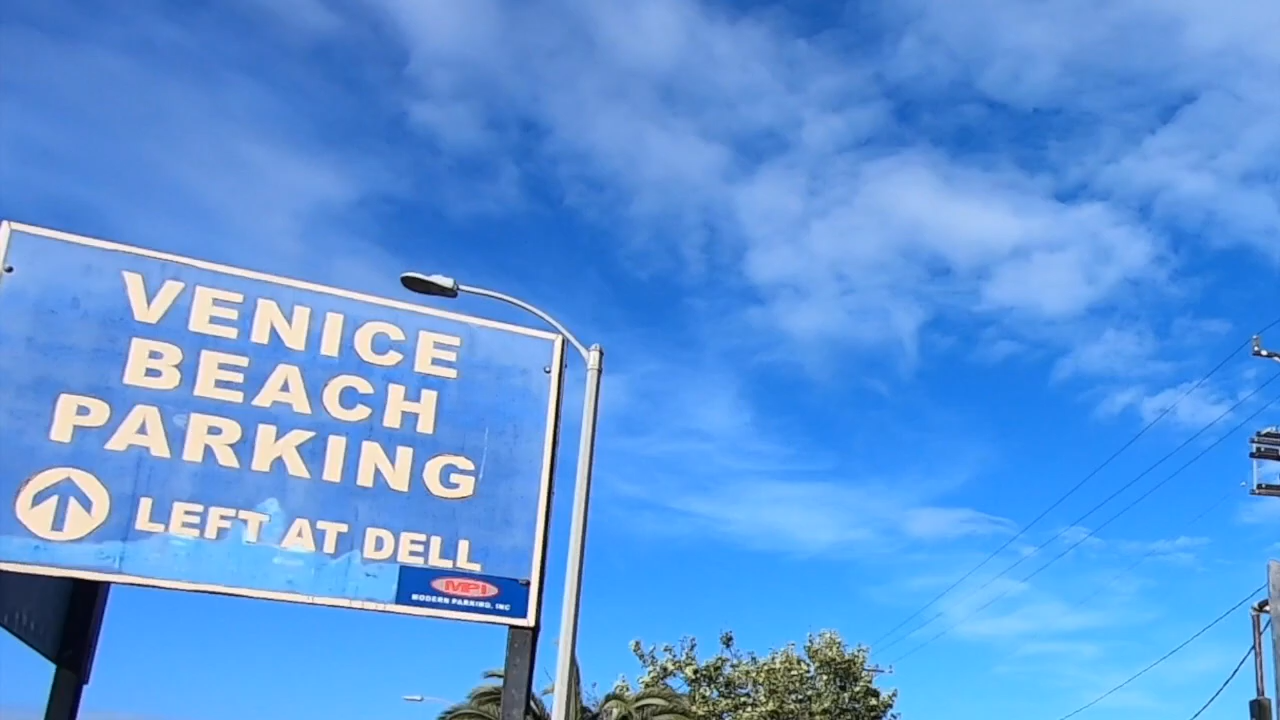 VENICE
BEACH
PARKING
LEFT AT DELL
MPI
MODERN PARKING, INC